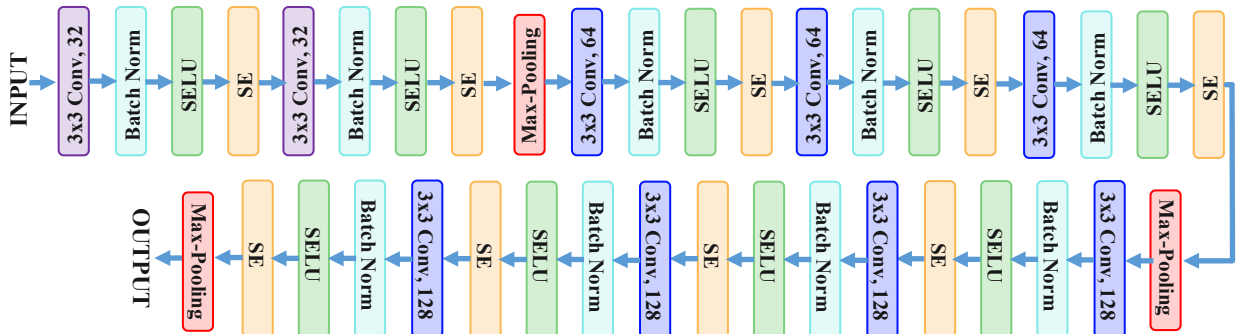 INPUT
3x3 Conv, 32
Batch Norm
SELU
SE
3x3 Conv, 32
Batch Norm
SELU
SE
Max-Pooling
3x3 Conv, 64
Batch Norm
SELU
SE
3x3 Conv, 64
Batch Norm
SELU
SE
3x3 Conv, 64
Batch Norm
SELU
SE
Max-Pooling
3x3 Conv, 128
Batch Norm
SELU
SE
3x3 Conv, 128
Batch Norm
SELU
SE
3x3 Conv, 128
Batch Norm
SELU
SE
3x3 Conv, 128
Batch Norm
SELU
SE
Max-Pooling
OUTPUT